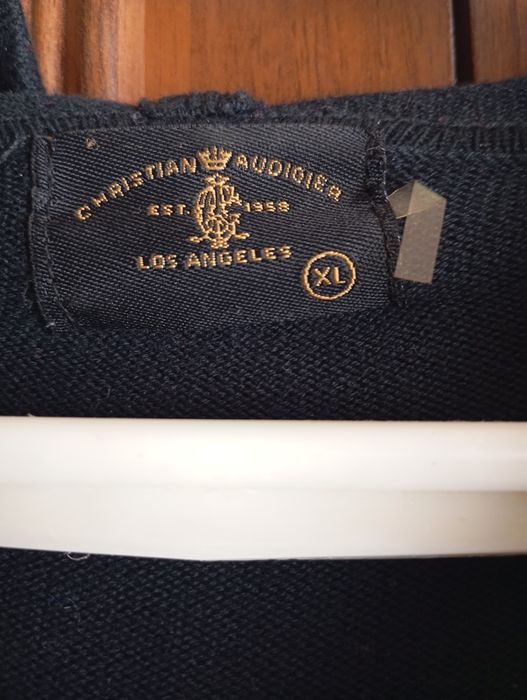 CHRISTIAN AUDIGIER
EST. 1958
LOS ANGELES
XL